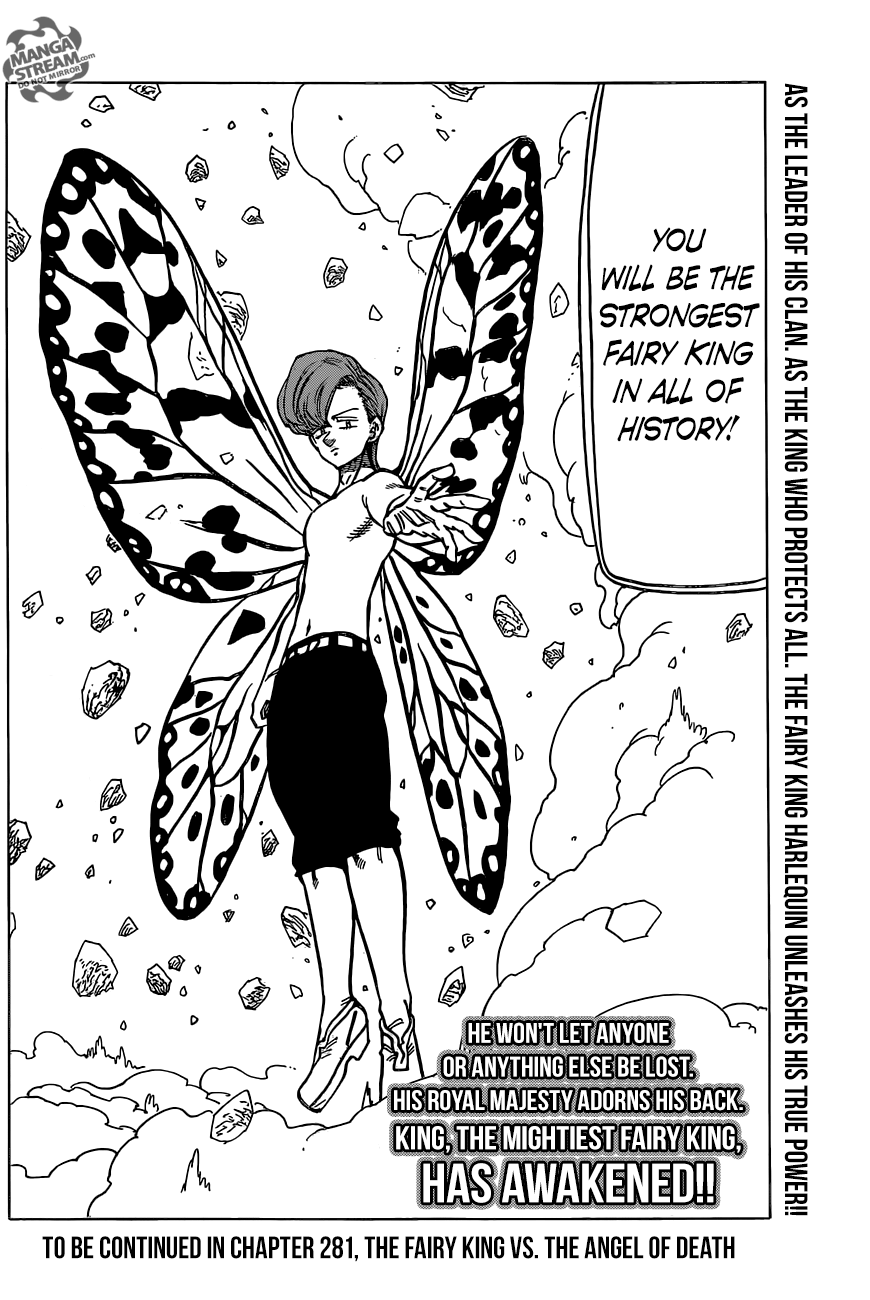 MANGA
STREAM.com
DO NOT MIRROR
AS THE LEADER OF HIS CLAN. AS THE KING WHO PROTECTS ALL. THE FAIRY KING HARLEQUIN UNLEASHES HIS TRUE POWER!!
YOU
WILL BE THE
STRONGEST
FAIRY KING
IN ALL OF
HISTORY!
HE WON'T LET ANYONE
OR ANYTHING ELSE BE LOST.
HIS ROYAL MAJESTY ADORNS HIS BACK.
KING, THE MIGHTIEST FAIRY KING,
HAS AWAKENED!!
TO BE CONTINUED IN CHAPTER 281, THE FAIRY KING VS. THE ANGEL OF DEATH